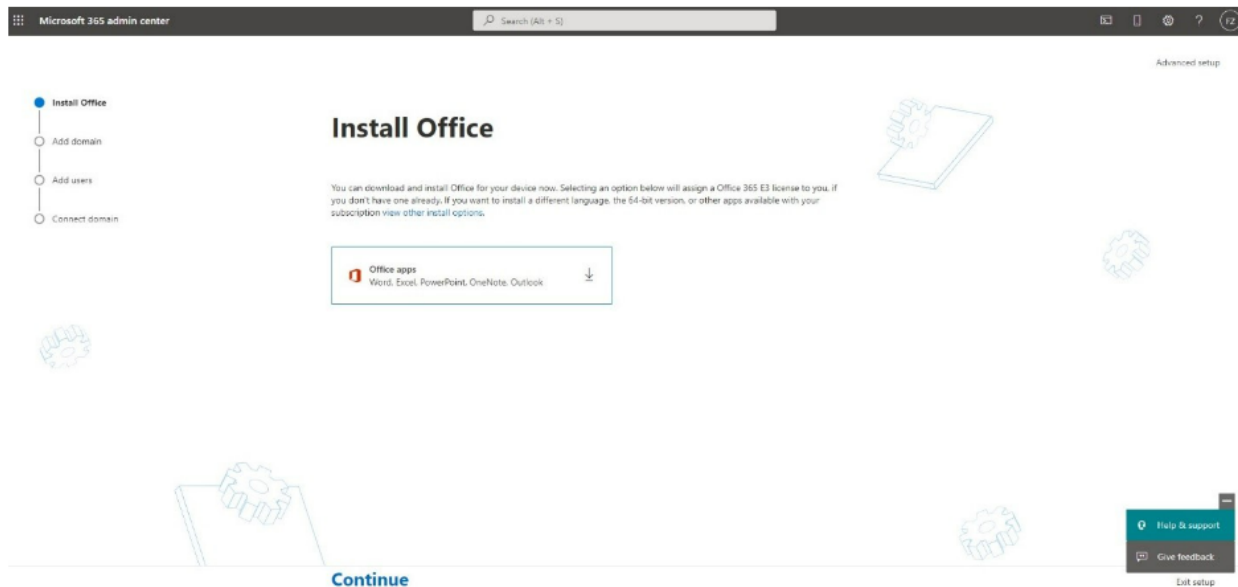 Microsoft 365 admin center
Search (Alt + S)
FZ
Advanced setup
Install Office
Add domain
Add users
Connect domain
Install Office
You can download and install Office for your device now. Selecting an option below will assign a Office 365 E3 license to you, if
you don't have one already. If you want to install a different language, the 64-bit version, or other apps available with your
subscription view other install options.
Office apps
Word, Excel, PowerPoint, OneNote, Outlook
Help & support
Give feedback
Continue
Exit setup